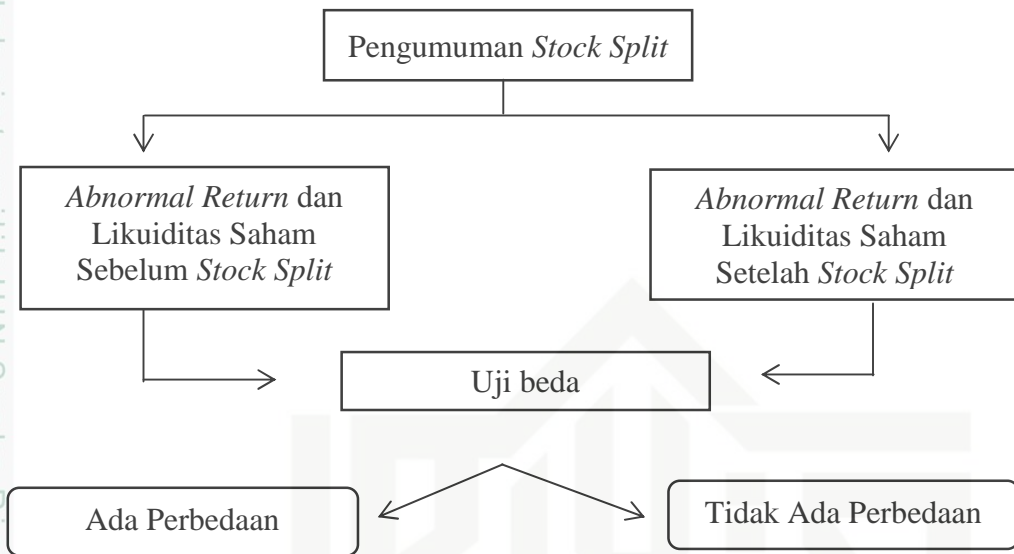 Pengumuman Stock Split
Abnormal Return dan
Likuiditas Saham
Sebelum Stock Split
Abnormal Return dan
Likuiditas Saham
Setelah Stock Split
Uji beda
Ada Perbedaan
Tidak Ada Perbedaan